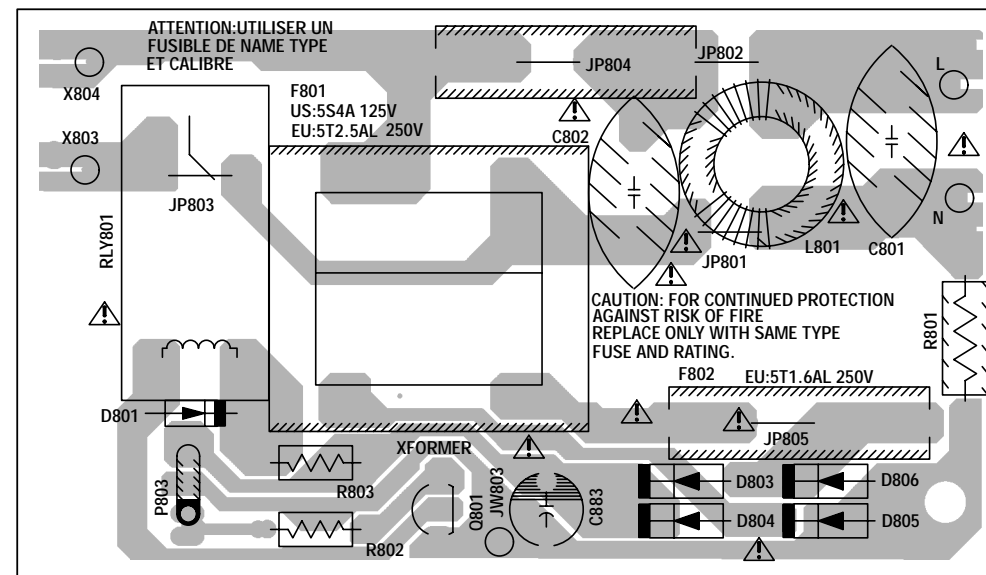 ATTENTION:UTILISER UN
FUSIBLE DE NAME TYPE
ET CALIBRE
X804
F801
US:5S4A 125V
EU:5T2.5AL 250V
JP804
JP802
L
C802
X803
JP803
RLY801
N
L801
C801
JP801
CAUTION: FOR CONTINUED PROTECTION
AGAINST RISK OF FIRE
REPLACE ONLY WITH SAME TYPE
FUSE AND RATING.
R801
F802
EU:5T1.6AL 250V
D801
XFORMER
JP805
P803
R803
Q801
JW803
C883
D803
D806
R802
D804
D805